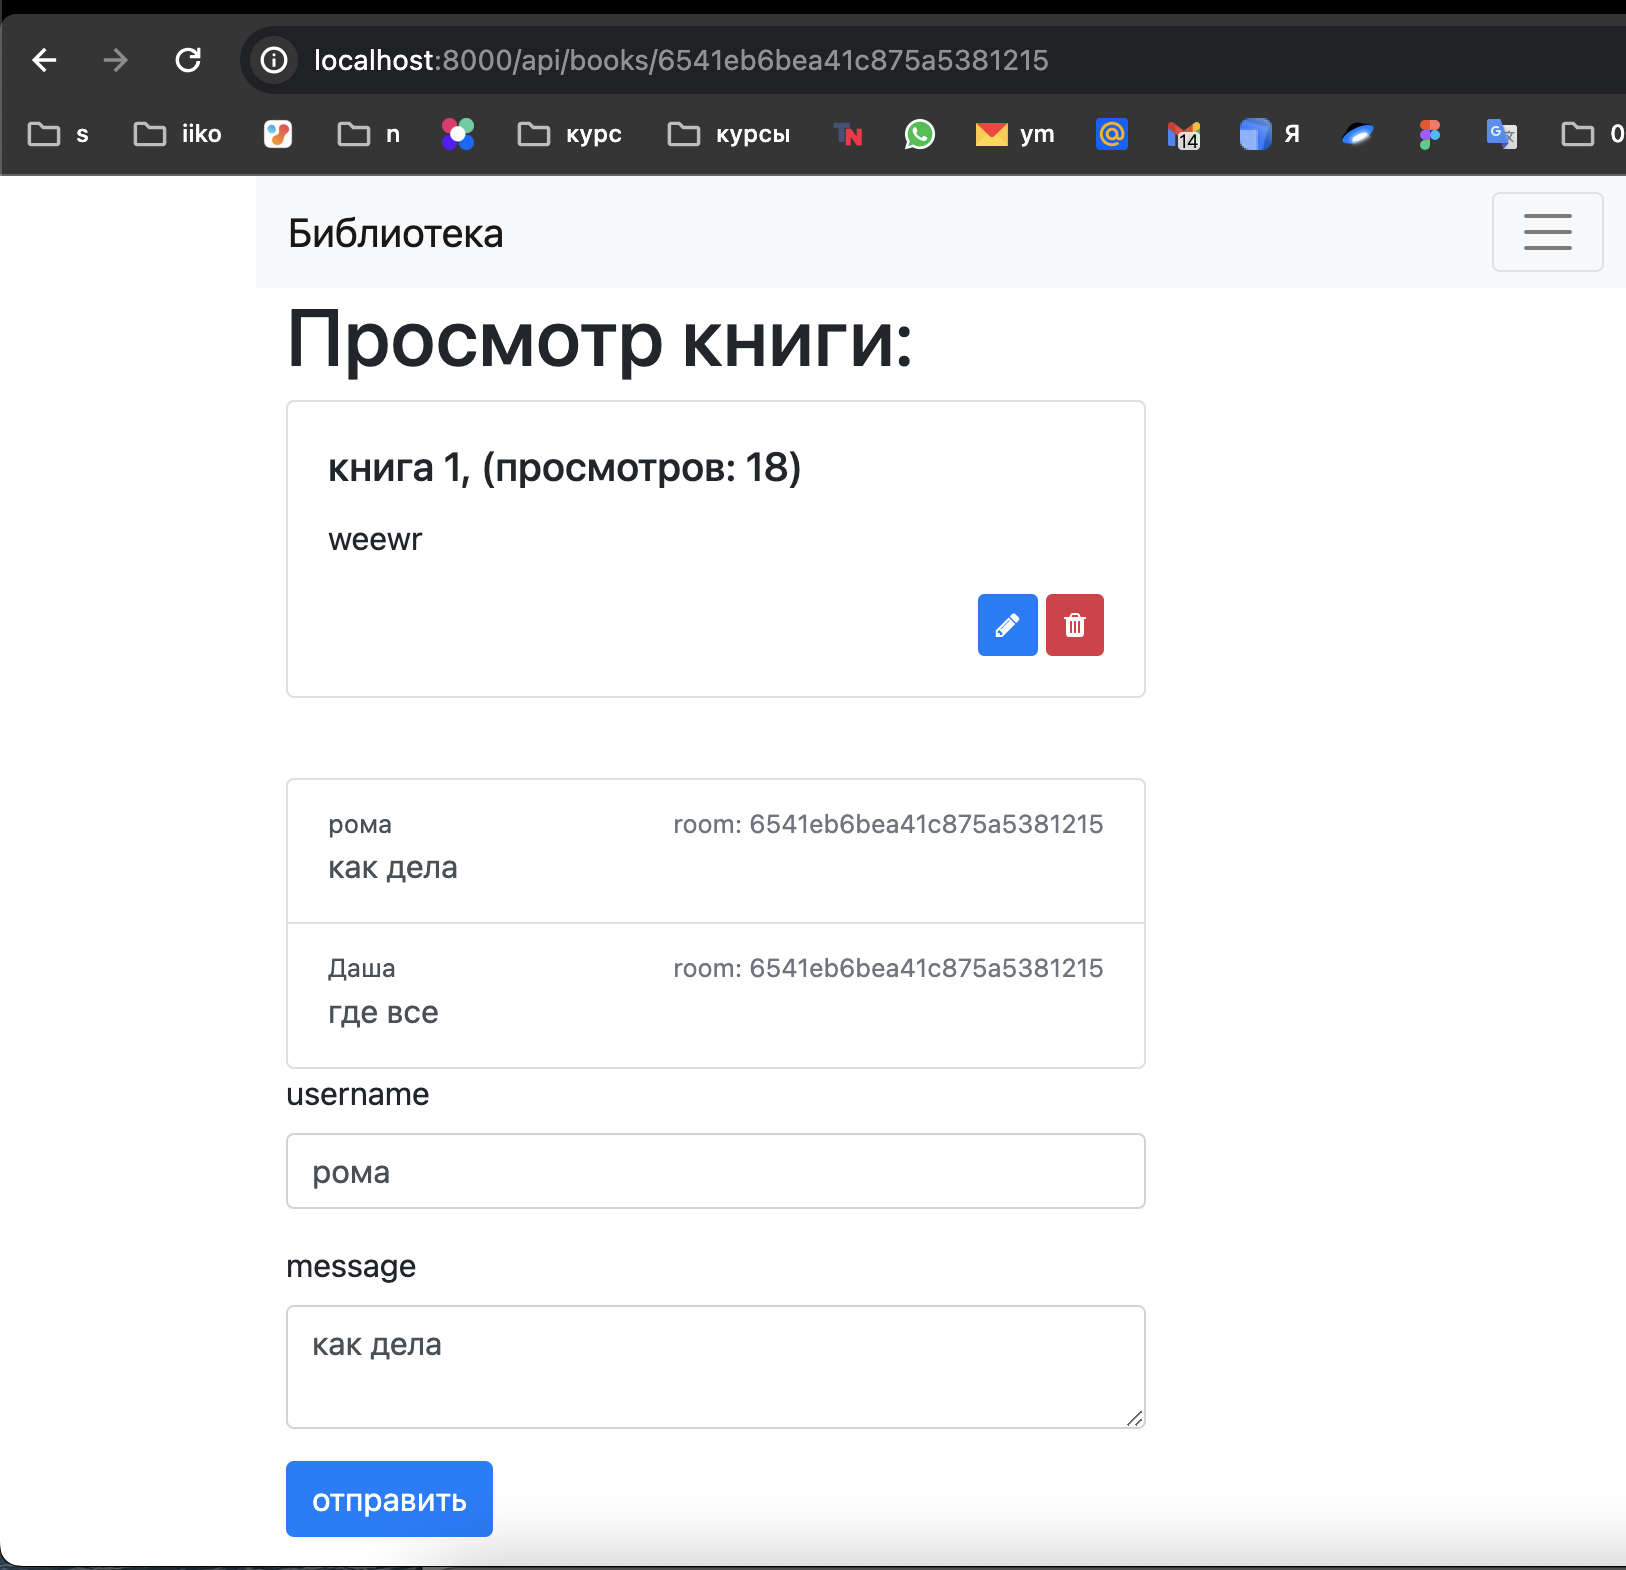 localhost:8000/api/books/6541eb6bea41c875a5381215
s iiko n курс курсы TN ym 14 Я 0
Библиотека
Просмотр книги:
книга 1, (просмотров: 18)
weewr
рома room: 6541eb6bea41c875a5381215
как дела
Даша room: 6541eb6bea41c875a5381215
где все
username
рома
message
как дела
отправить